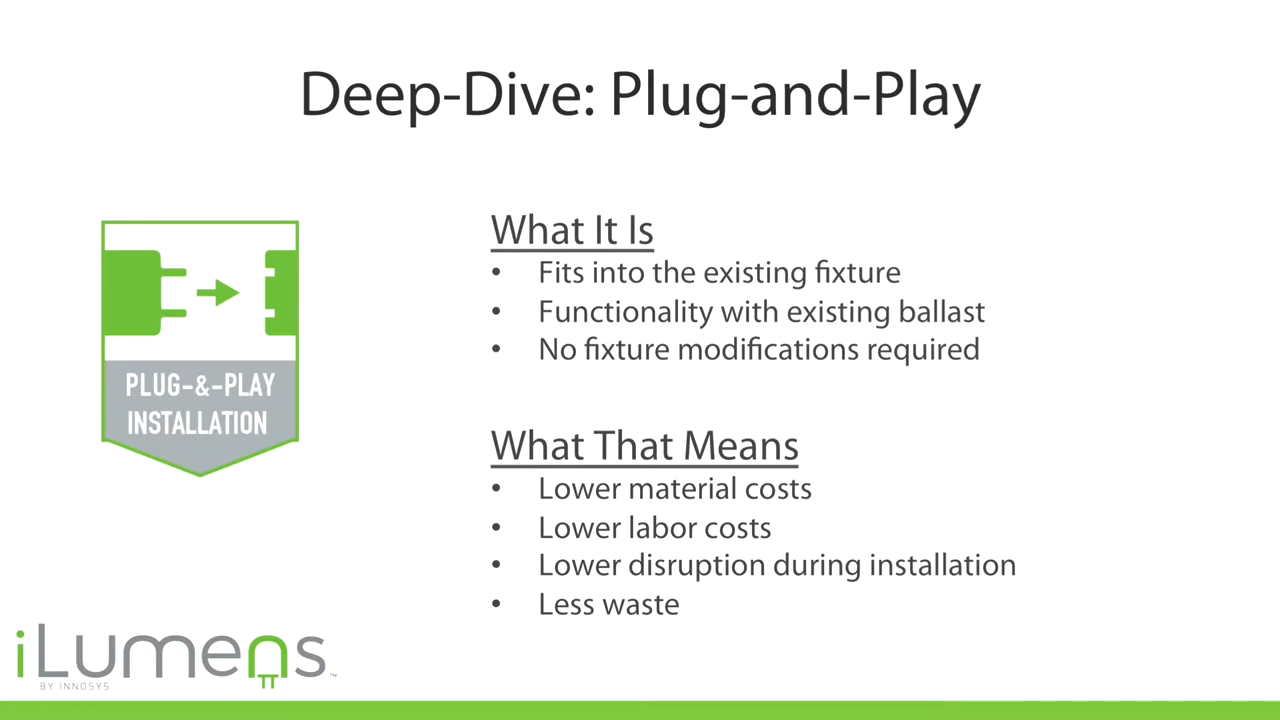 Deep-Dive: Plug-and-Play
PLUG-&-PLAY
INSTALLATION
What It Is
• Fits into the existing fixture
• Functionality with existing ballast
• No fixture modifications required
What That Means
• Lower material costs
• Lower labor costs
• Lower disruption during installation
• Less waste
iLumens™
BY INNOSYS